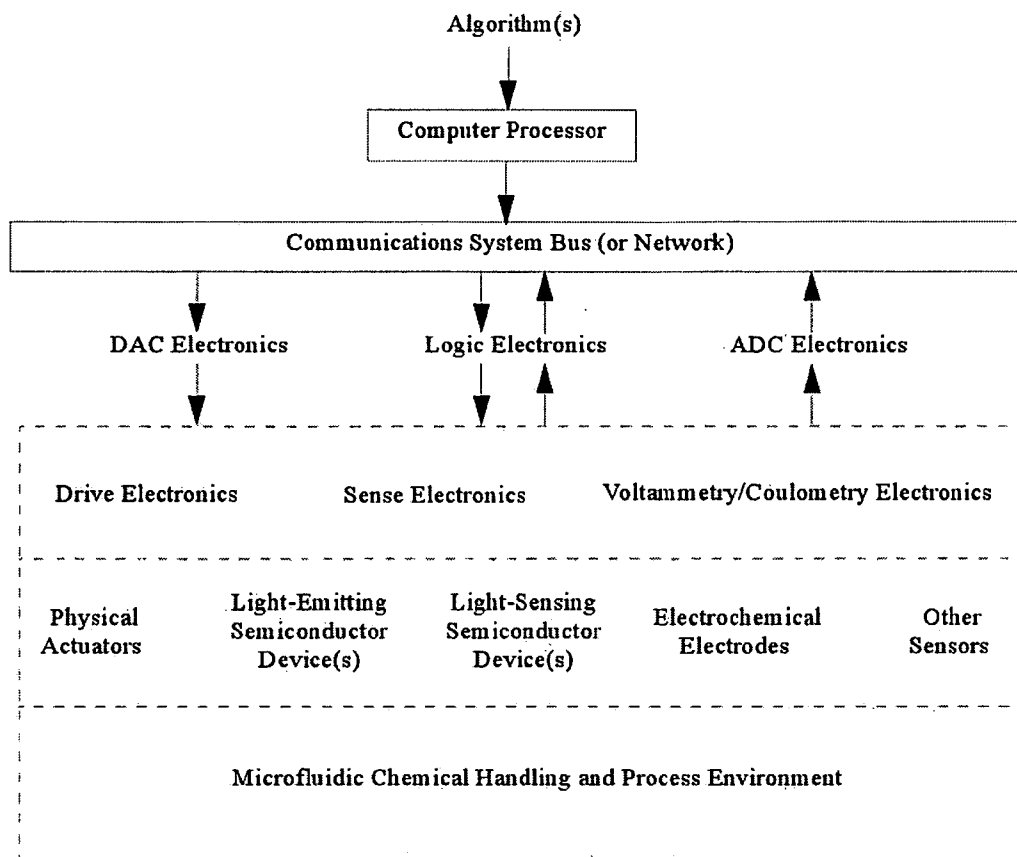 Algorithm(s)
Computer Processor
Communications System Bus (or Network)
DAC Electronics
Logic Electronics
ADC Electronics
Drive Electronics
Sense Electronics
Voltammetry/Coulometry Electronics
Physical
Actuators
Light-Emitting
Semiconductor
Device(s)
Light-Sensing
Semiconductor
Device(s)
Electrochemical
Electrodes
Other
Sensors
Microfluidic Chemical Handling and Process Environment